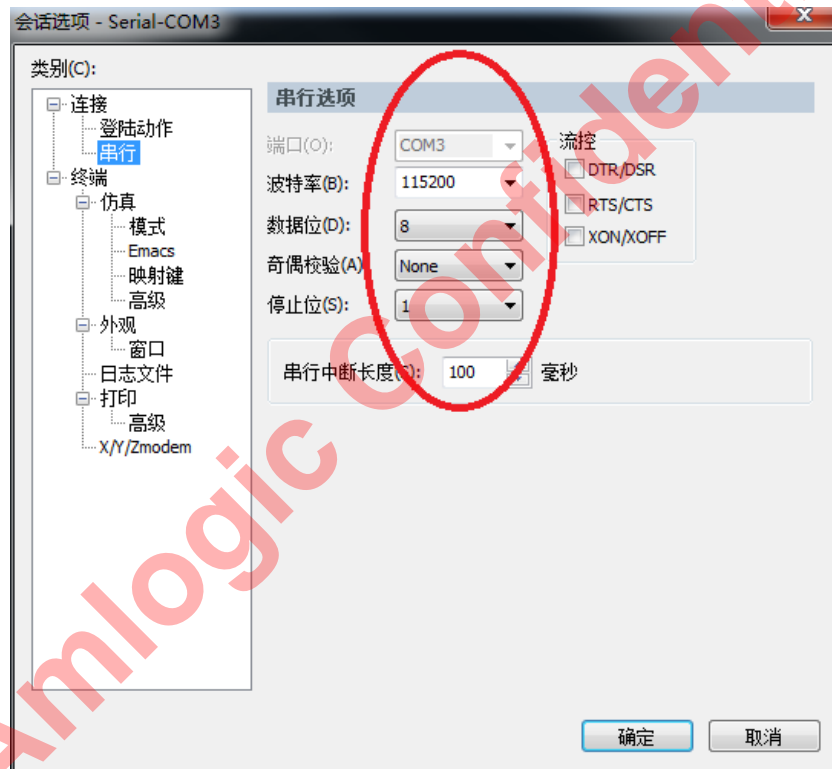 会话选项 - Serial-COM3
类别(C):
连接
登陆动作
串行
终端
仿真
模式
Emacs
映射键
高级
外观
窗口
日志文件
打印
高级
X/Y/Zmodem
串行选项
端口(O): COM3
波特率(B): 115200
数据位(D): 8
奇偶校验(A) None
停止位(S): 1
流控
DTR/DSR
RTS/CTS
XON/XOFF
串行中断长度(S): 100 毫秒
确定 取消
Amlogic Confident